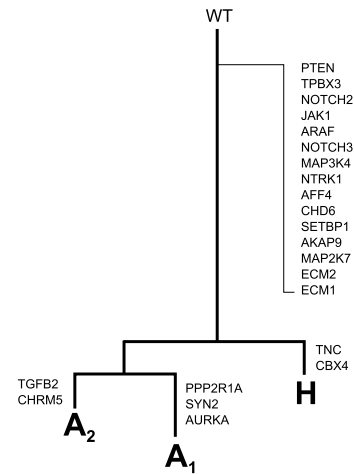 WT
PTEN
TPBX3
NOTCH2
JAK1
ARAF
NOTCH3
MAP3K4
NTRK1
AFF4
CHD6
SETBP1
AKAP9
MAP2K7
ECM2
ECM1
TNC
CBX4
H
TGFB2
CHRM5
A2
PPP2R1A
SYN2
AURKA
A1